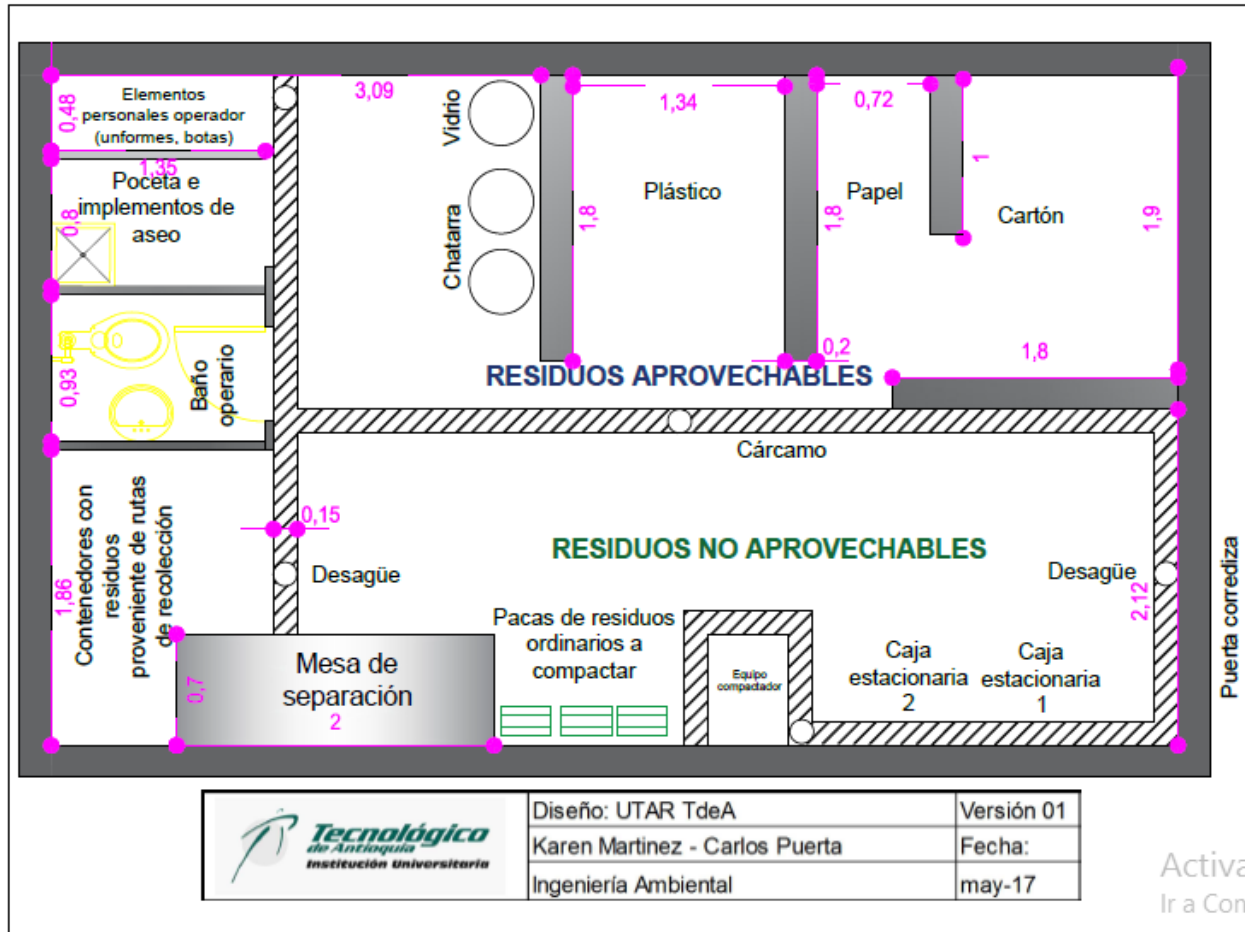 0,48
Elementos
personales operador
(unformes, botas)
1,35
Poceta e
implementos de
aseo
0,8
0,93
Baño
operario
1,86
Contenedores con
residuos
proveniente de rutas
de recolección
3,09
Vidrio
Chatarra
1,34
Plástico
1,8
0,72
Papel
1,8
1
Cartón
1,9
0,2
1,8
RESIDUOS APROVECHABLES
Cárcamo
0,15
RESIDUOS NO APROVECHABLES
Desagüe
Desagüe
2,12
Puerta corrediza
Pacas de residuos
ordinarios a
compactar
Equipo
compactador
Caja
estacionaria
2
Caja
estacionaria
1
Mesa de
separación
0,7
2
Tecnológico
de Antioquia
Institución Universitaria
Diseño: UTAR TdeA
Versión 01
Karen Martinez - Carlos Puerta
Fecha:
Ingeniería Ambiental
may-17
Activa
Ir a Con